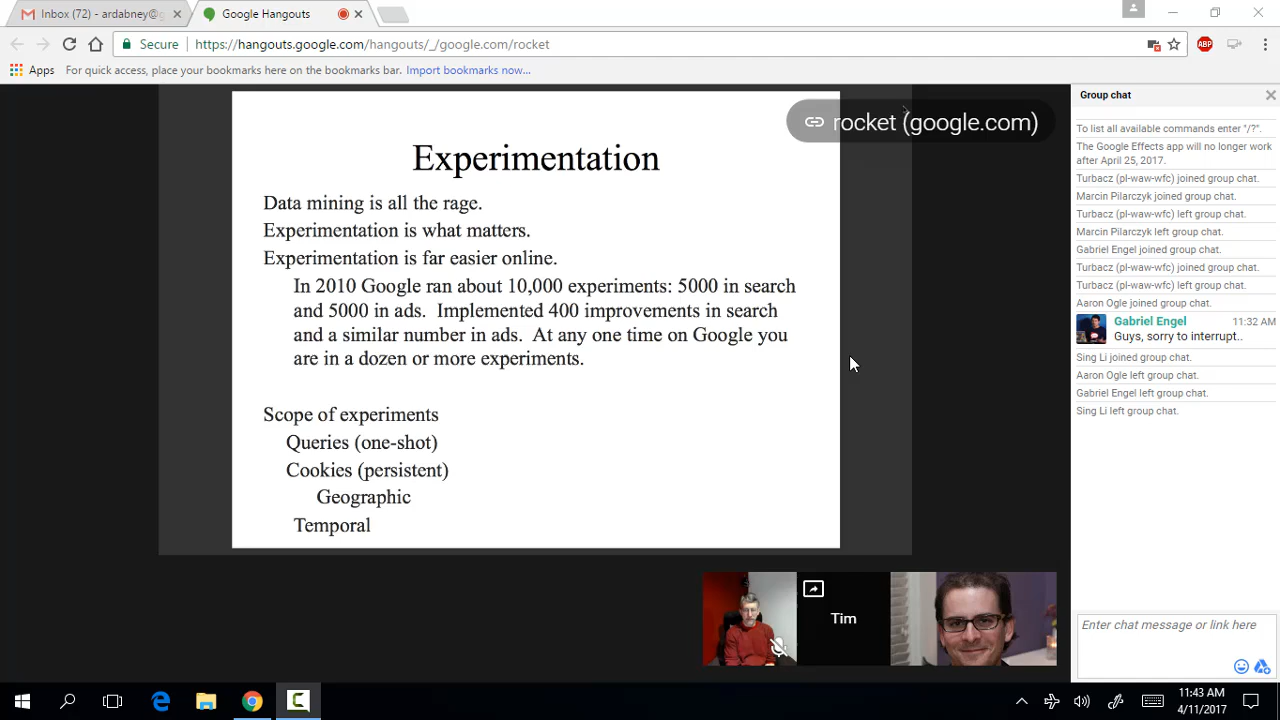 Inbox (72) - ardabney@g
Google Hangouts
Secure
https://hangouts.google.com/hangouts/_/google.com/rocket
ABP
Apps
For quick access, place your bookmarks here on the bookmarks bar.
Import bookmarks now...
rocket (google.com)
Experimentation
Data mining is all the rage.
Experimentation is what matters.
Experimentation is far easier online.
In 2010 Google ran about 10,000 experiments: 5000 in search
and 5000 in ads. Implemented 400 improvements in search
and a similar number in ads. At any one time on Google you
are in a dozen or more experiments.
Scope of experiments
Queries (one-shot)
Cookies (persistent)
Geographic
Temporal
Tim
Group chat
To list all available commands enter "/?".
The Google Effects app will no longer work
after April 25, 2017.
Turbacz (pl-waw-wfc) joined group chat.
Marcin Pilarczyk joined group chat.
Turbacz (pl-waw-wfc) left group chat.
Marcin Pilarczyk left group chat.
Gabriel Engel joined group chat.
Turbacz (pl-waw-wfc) joined group chat.
Turbacz (pl-waw-wfc) left group chat.
Aaron Ogle joined group chat.
Gabriel Engel 11:32 AM
Guys, sorry to interrupt..
Sing Li joined group chat.
Aaron Ogle left group chat.
Gabriel Engel left group chat.
Sing Li left group chat.
Enter chat message or link here
11:43 AM
4/11/2017